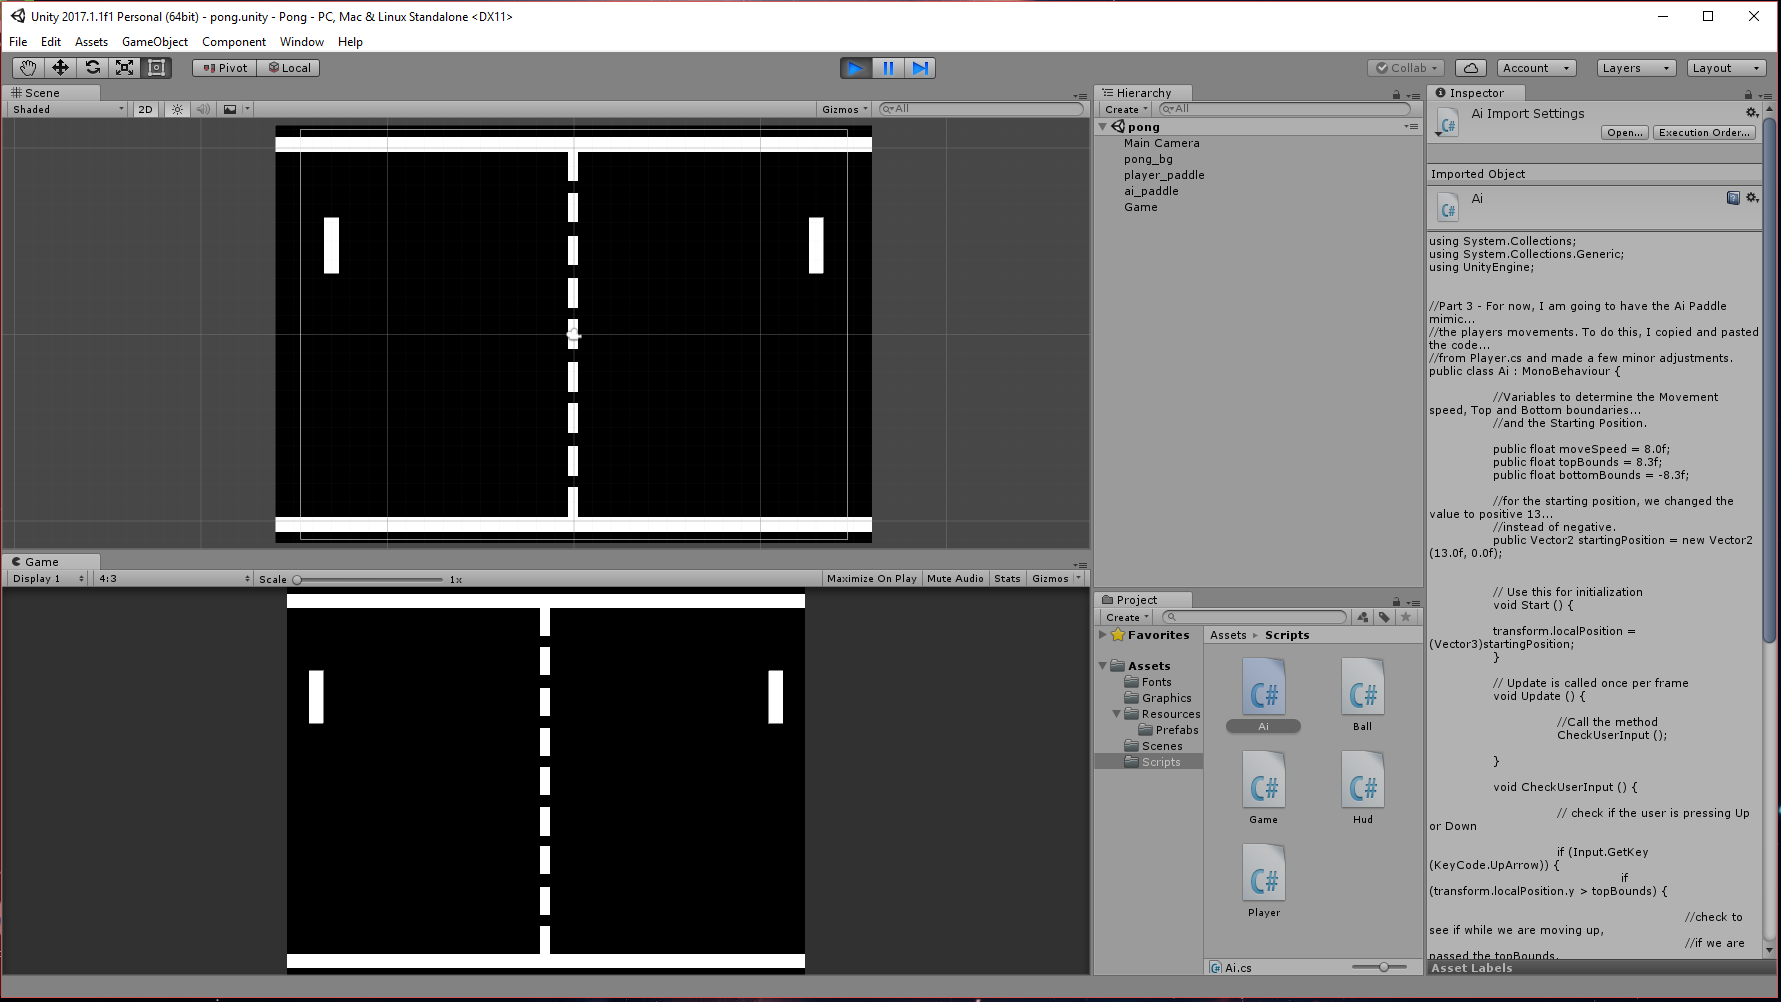 Unity 2017.1.1f1 Personal (64bit) - pong.unity - Pong - PC, Mac & Linux Standalone <DX11>
File Edit Assets GameObject Component Window Help
Pivot Local
Collab Account Layers Layout
Scene
Shaded 2D Gizmos All
Hierarchy
Create All
pong
Main Camera
pong_bg
player_paddle
ai_paddle
Game
Game
Display 1 4:3 Scale 1x Maximize On Play Mute Audio Stats Gizmos
Project
Create
Favorites
Assets
Fonts
Graphics
Resources
Prefabs
Scenes
Scripts
Assets Scripts
C# C#
Ai Ball
C# C#
Game Hud
C#
Player
Ai.cs
Inspector
C# Ai Import Settings
Open... Execution Order...
Imported Object
C# Ai
using System.Collections;
using System.Collections.Generic;
using UnityEngine;
//Part 3 - For now, I am going to have the Ai Paddle
mimic...
//the players movements. To do this, I copied and pasted
the code...
//from Player.cs and made a few minor adjustments.
public class Ai : MonoBehaviour {
//Variables to determine the Movement
speed, Top and Bottom boundaries...
//and the Starting Position.
public float moveSpeed = 8.0f;
public float topBounds = 8.3f;
public float bottomBounds = -8.3f;
//for the starting position, we changed the
value to positive 13...
//instead of negative.
public Vector2 startingPosition = new Vector2
(13.0f, 0.0f);
// Use this for initialization
void Start () {
transform.localPosition =
(Vector3)startingPosition;
}
// Update is called once per frame
void Update () {
//Call the method
CheckUserInput ();
}
void CheckUserInput () {
// check if the user is pressing Up
or Down
if (Input.GetKey
(KeyCode.UpArrow)) {
if
(transform.localPosition.y > topBounds) {
//check to
see if while we are moving up,
//if we are
passed the topBounds.
Asset Labels